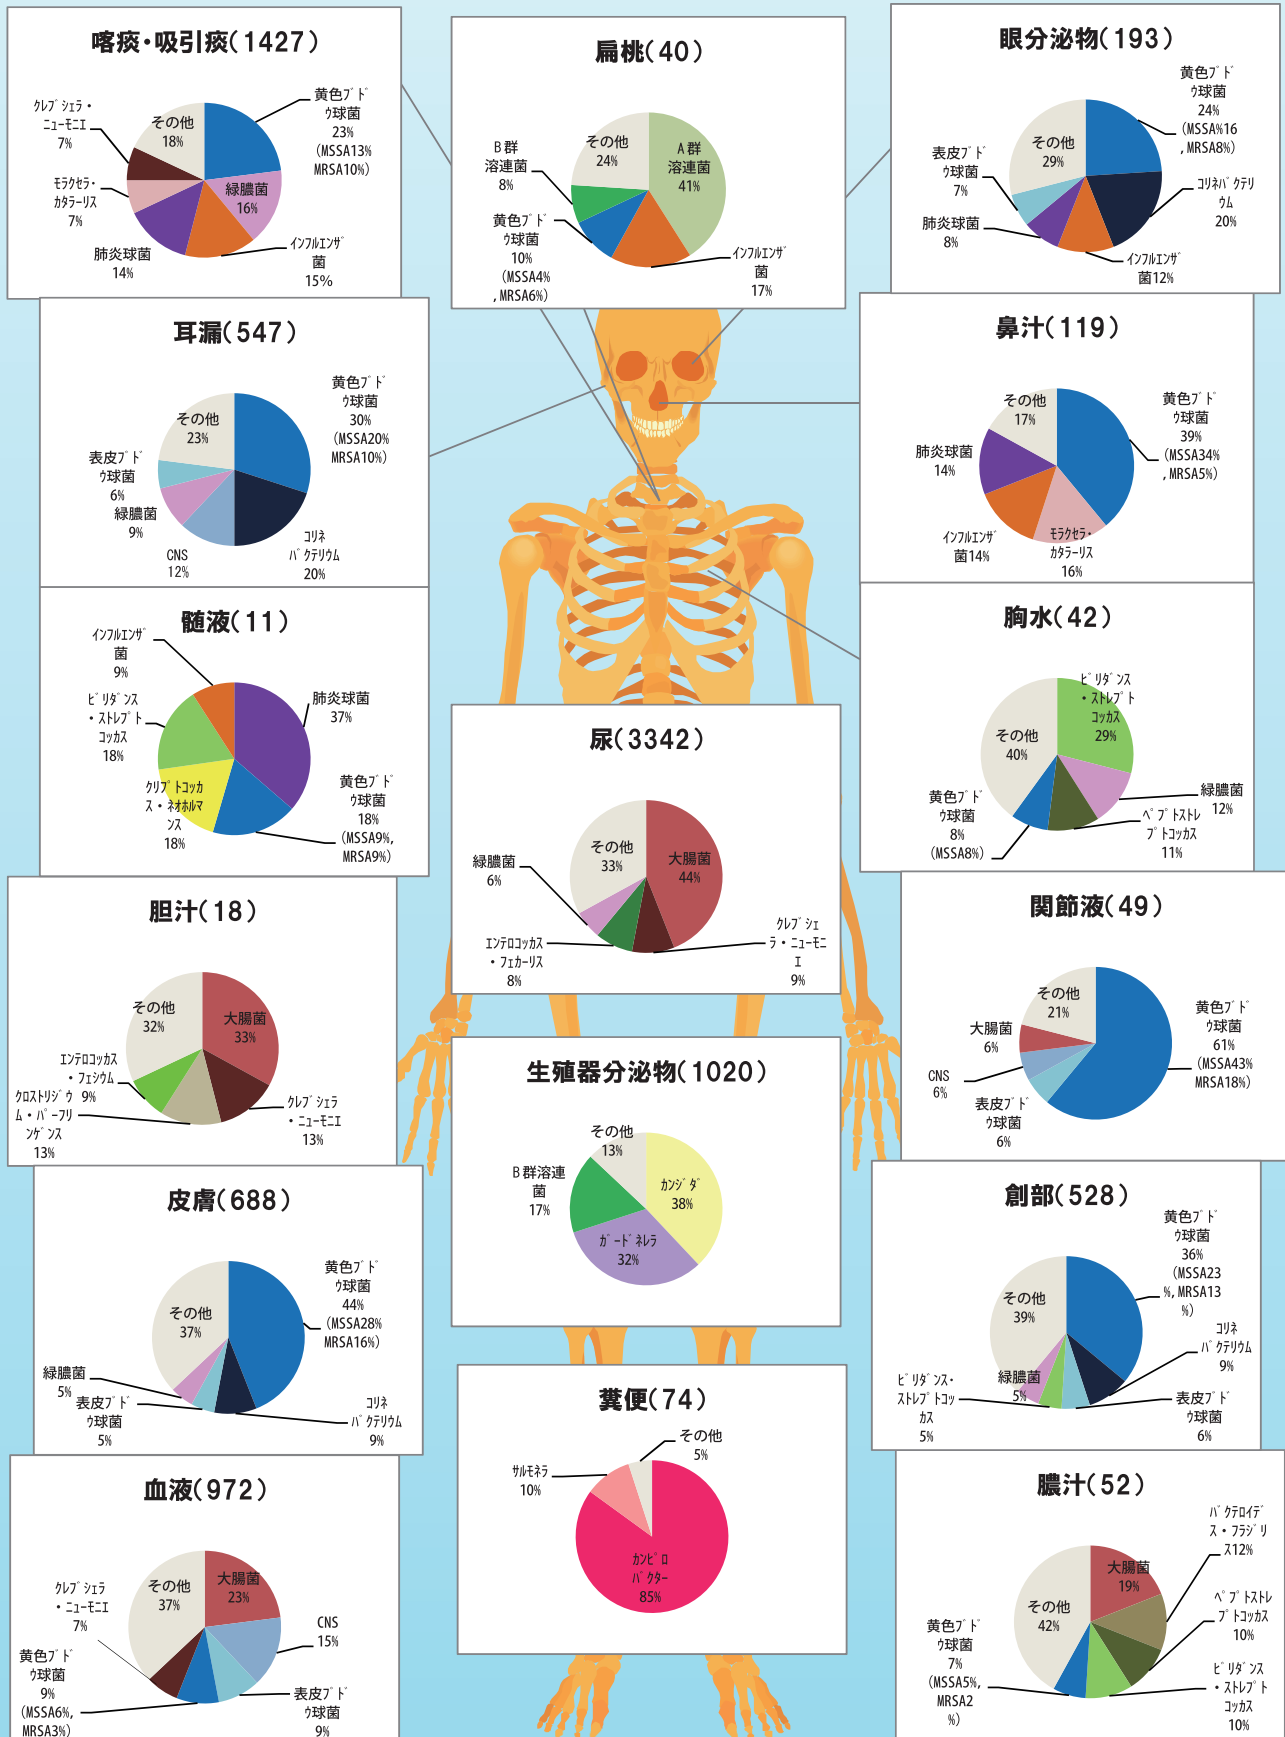 喀痰・吸引痰(1427)
黄色ブド
ウ球菌
23%
(MSSA13%
MRSA10%)
緑膿菌
16%
インフルエンザ
菌
15%
肺炎球菌
14%
モラクセラ・
カタラーリス
7%
クレブシェラ・
ニューモニエ
7%
その他
18%
扁桃(40)
A群
溶連菌
41%
インフルエンザ
菌
17%
黄色ブド
ウ球菌
10%
(MSSA4%
,MRSA6%)
B群
溶連菌
8%
その他
24%
眼分泌物(193)
黄色ブド
ウ球菌
24%
(MSSA%16
,MRSA8%)
コリネバクテリ
ウム
20%
インフルエンザ
菌12%
肺炎球菌
8%
表皮ブド
ウ球菌
7%
その他
29%
耳漏(547)
黄色ブド
ウ球菌
30%
(MSSA20%
MRSA10%)
コリネ
バクテリウム
20%
CNS
12%
緑膿菌
9%
表皮ブド
ウ球菌
6%
その他
23%
鼻汁(119)
黄色ブド
ウ球菌
39%
(MSSA34%
,MRSA5%)
モラクセラ・
カタラーリス
16%
インフルエンザ
菌14%
肺炎球菌
14%
その他
17%
髄液(11)
肺炎球菌
37%
黄色ブド
ウ球菌
18%
(MSSA9%,
MRSA9%)
クリプトコッカ
ス・ネオホルマ
ンス
18%
ビリダンス
・ストレプト
コッカス
18%
インフルエンザ
菌
9%
胸水(42)
ビリダンス
・ストレプト
コッカス
29%
緑膿菌
12%
ペプトストレ
プトコッカス
11%
黄色ブド
ウ球菌
8%
(MSSA8%)
その他
40%
尿(3342)
大腸菌
44%
クレブシェ
ラ・ニューモニ
エ
9%
エンテロコッカス
・フェカーリス
8%
緑膿菌
6%
その他
33%
胆汁(18)
大腸菌
33%
クレブシェラ
・ニューモニエ
13%
クロストリジウ
ム・パーフリ
ンゲンス
13%
エンテロコッカス
・フェシウム
9%
その他
32%
関節液(49)
黄色ブド
ウ球菌
61%
(MSSA43%
MRSA18%)
表皮ブド
ウ球菌
6%
CNS
6%
大腸菌
6%
その他
21%
生殖器分泌物(1020)
カンジダ
38%
ガードネレラ
32%
B群溶連
菌
17%
その他
13%
皮膚(688)
黄色ブド
ウ球菌
44%
(MSSA28%
MRSA16%)
コリネ
バクテリウム
9%
表皮ブド
ウ球菌
5%
緑膿菌
5%
その他
37%
創部(528)
黄色ブド
ウ球菌
36%
(MSSA23
%,MRSA13
%)
コリネ
バクテリウム
9%
表皮ブド
ウ球菌
6%
ビリダンス・
ストレプトコッ
カス
5%
緑膿菌
5%
その他
39%
糞便(74)
カンピロ
バクター
85%
サルモネラ
10%
その他
5%
血液(972)
大腸菌
23%
CNS
15%
表皮ブド
ウ球菌
9%
黄色ブド
ウ球菌
9%
(MSSA6%,
MRSA3%)
クレブシェラ
・ニューモニエ
7%
その他
37%
膿汁(52)
大腸菌
19%
バクテロイデ
ス・フラジリ
ス12%
ペプトストレ
プトコッカス
10%
ビリダンス
・ストレプト
コッカス
10%
黄色ブド
ウ球菌
7%
(MSSA5%,
MRSA2
%)
その他
42%